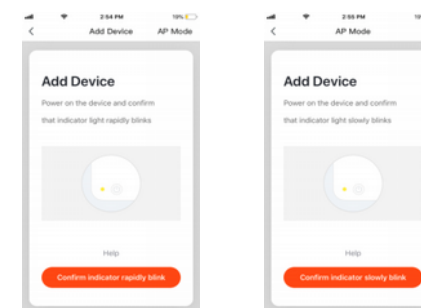 2:54 PM
19%
Add Device
AP Mode
Add Device
Power on the device and confirm
that indicator light rapidly blinks
Help
Confirm indicator rapidly blink
2:55 PM
AP Mode
Add Device
Power on the device and confirm
that indicator light slowly blinks
Help
Confirm indicator slowly blink